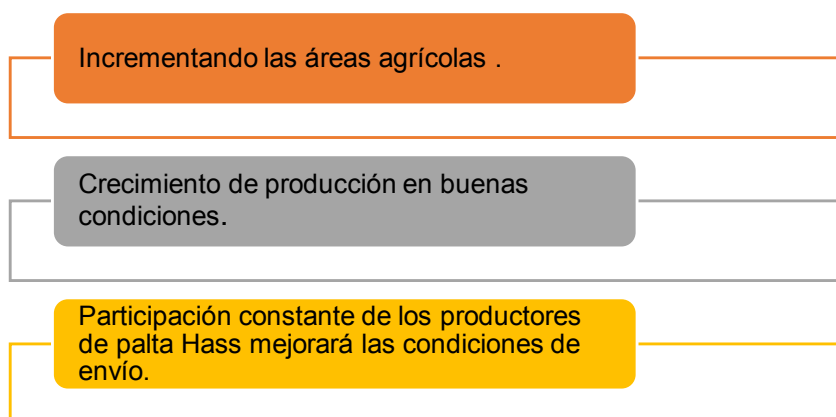 Incrementando las áreas agrícolas .
Crecimiento de producción en buenas
condiciones.
Participación constante de los productores
de palta Hass mejorará las condiciones de
envío.